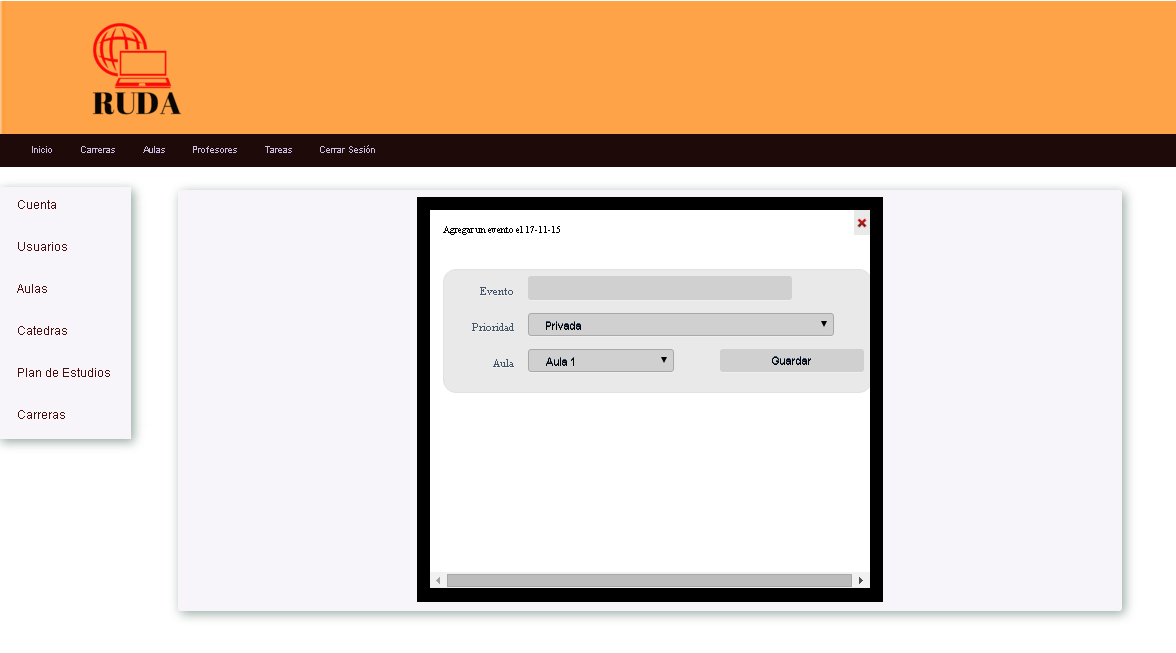 RUDA
Inicio Carreras Aulas Profesores Tareas Cerrar Sesión
Cuenta
Usuarios
Aulas
Catedras
Plan de Estudios
Carreras
Agregar un evento el 17-11-15
Evento
Prioridad Privada
Aula Aula 1 Guardar